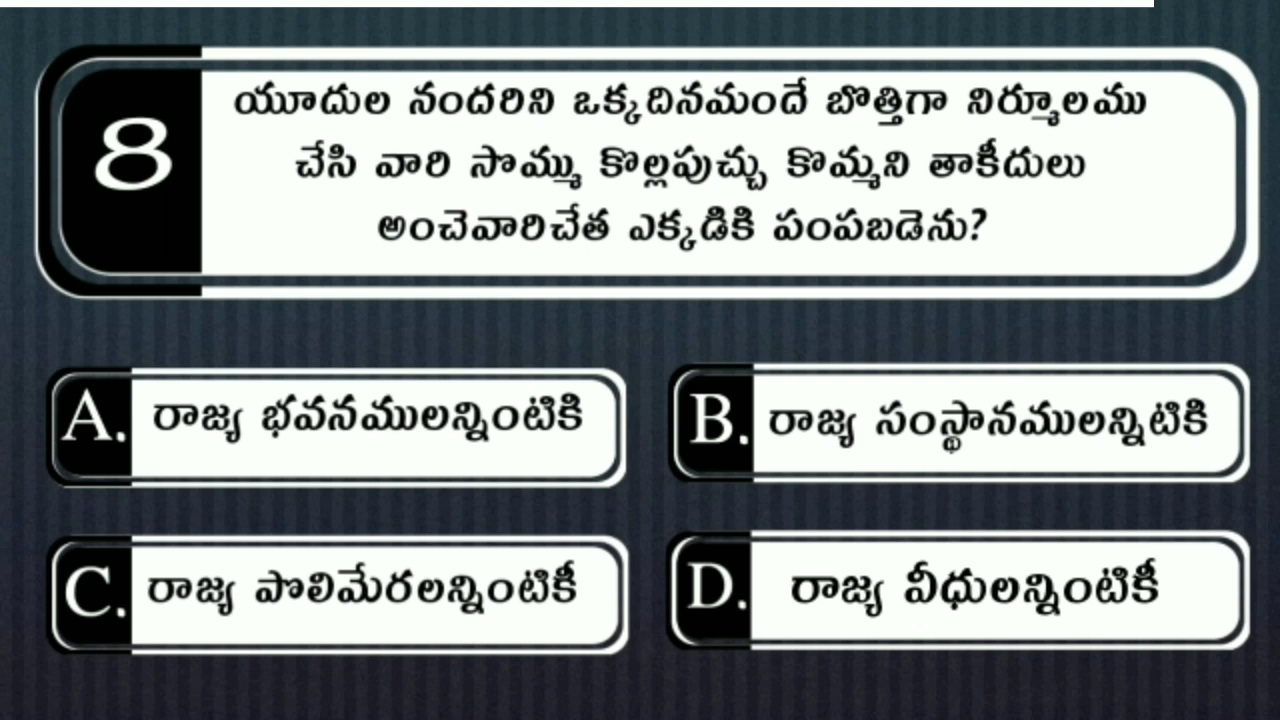 8
యూదుల నందరిని ఒక్కదినమందే బొత్తిగా నిర్మూలము
చేసి వారి సొమ్ము కొల్లపుచ్చు కొమ్మని తాకీదులు
అంచెవారిచేత ఎక్కడికి పంపబడెను?
A. రాజ్య భవనములన్నింటికి
B. రాజ్య సంస్థానములన్నిటికి
C. రాజ్య పొలిమేరలన్నింటికీ
D. రాజ్య వీధులన్నింటికీ